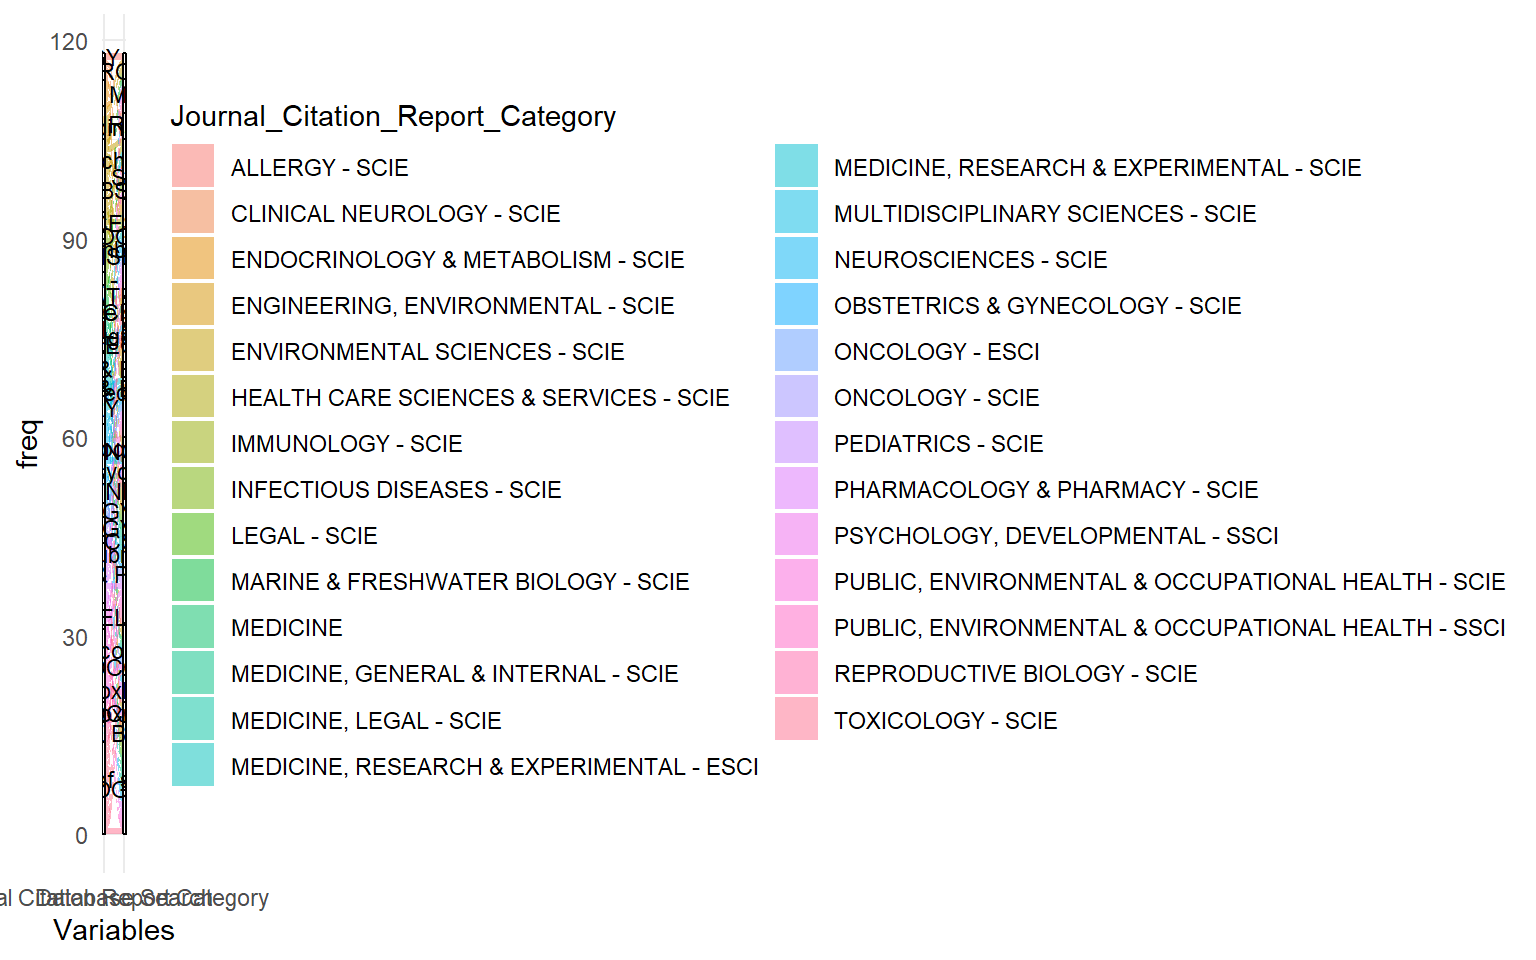 120
90
60
30
0
freq
Variables
Journal_Citation_Report_Category
ALLERGY - SCIE
CLINICAL NEUROLOGY - SCIE
ENDOCRINOLOGY & METABOLISM - SCIE
ENGINEERING, ENVIRONMENTAL - SCIE
ENVIRONMENTAL SCIENCES - SCIE
HEALTH CARE SCIENCES & SERVICES - SCIE
IMMUNOLOGY - SCIE
INFECTIOUS DISEASES - SCIE
LEGAL - SCIE
MARINE & FRESHWATER BIOLOGY - SCIE
MEDICINE
MEDICINE, GENERAL & INTERNAL - SCIE
MEDICINE, LEGAL - SCIE
MEDICINE, RESEARCH & EXPERIMENTAL - ESCI
MEDICINE, RESEARCH & EXPERIMENTAL - SCIE
MULTIDISCIPLINARY SCIENCES - SCIE
NEUROSCIENCES - SCIE
OBSTETRICS & GYNECOLOGY - SCIE
ONCOLOGY - ESCI
ONCOLOGY - SCIE
PEDIATRICS - SCIE
PHARMACOLOGY & PHARMACY - SCIE
PSYCHOLOGY, DEVELOPMENTAL - SSCI
PUBLIC, ENVIRONMENTAL & OCCUPATIONAL HEALTH - SCIE
PUBLIC, ENVIRONMENTAL & OCCUPATIONAL HEALTH - SSCI
REPRODUCTIVE BIOLOGY - SCIE
TOXICOLOGY - SCIE